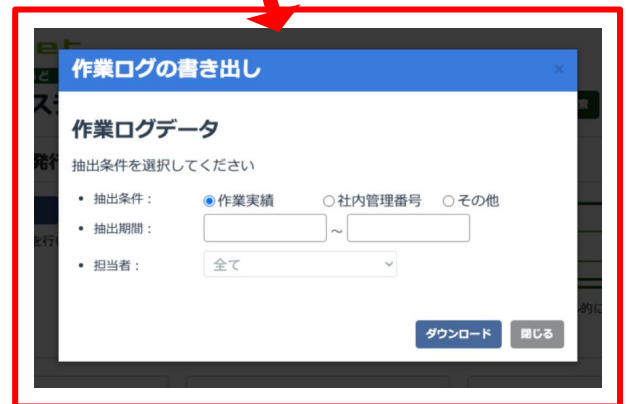 et
作業ログの書き出し
×
作業ログデータ
抽出条件を選択してください
• 抽出条件： 作業実績 社内管理番号 その他
• 抽出期間： ～
• 担当者： 全て
ダウンロード 閉じる